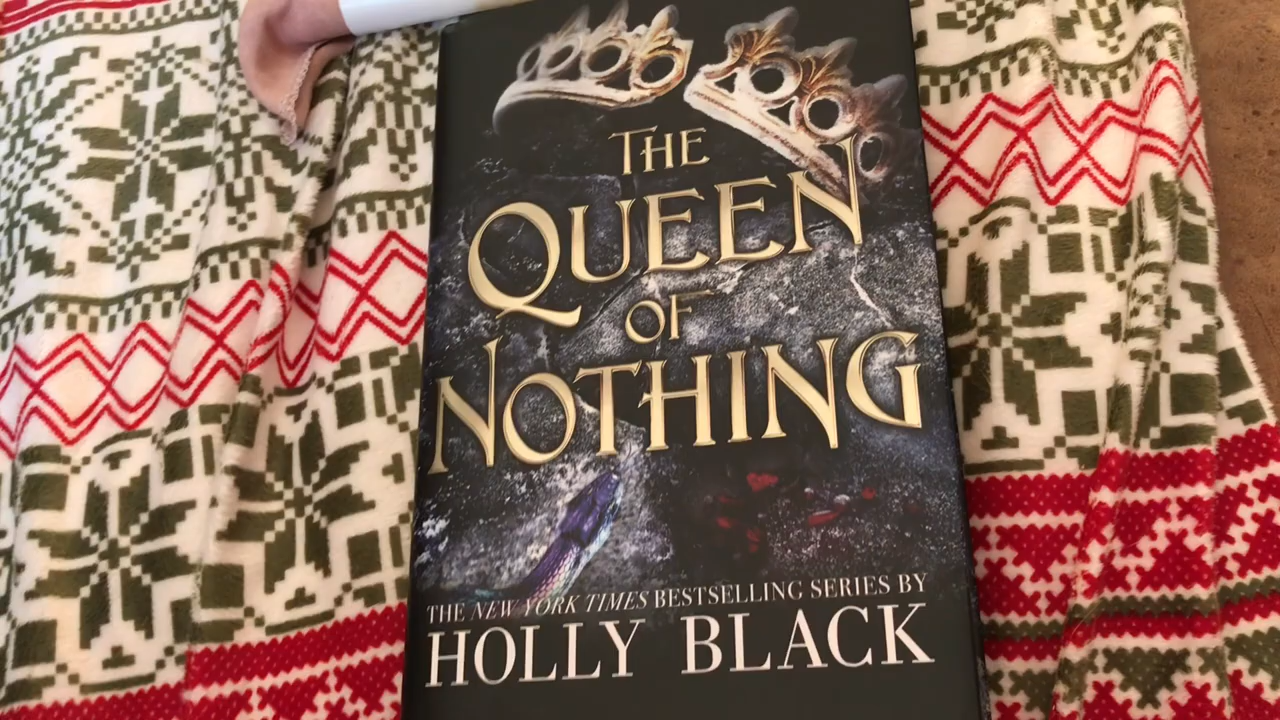 THE
QUEEN
OF
NOTHING
THE NEW YORK TIMES BESTSELLING SERIES BY
HOLLY BLACK